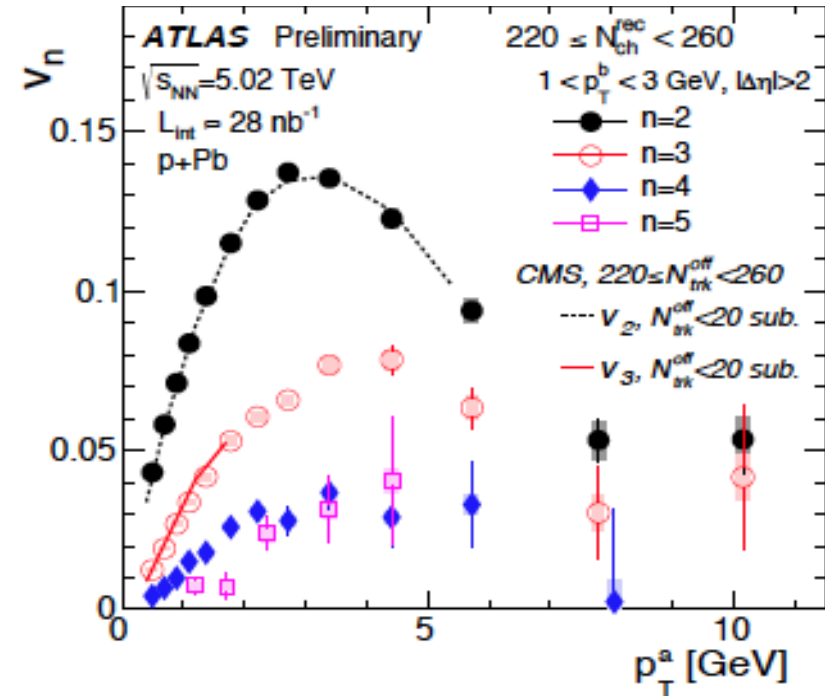 ATLAS Preliminary
√s_NN=5.02 TeV
L_int = 28 nb⁻¹
p+Pb
220 ≤ N_ch^rec < 260
1 < p_T^b < 3 GeV, |Δη|>2
n=2
n=3
n=4
n=5
CMS, 220≤N_trk^off<260
v_2, N_trk^off<20 sub.
v_3, N_trk^off<20 sub.
v_n
0.15
0.1
0.05
0
0 5 10
p_T^a [GeV]